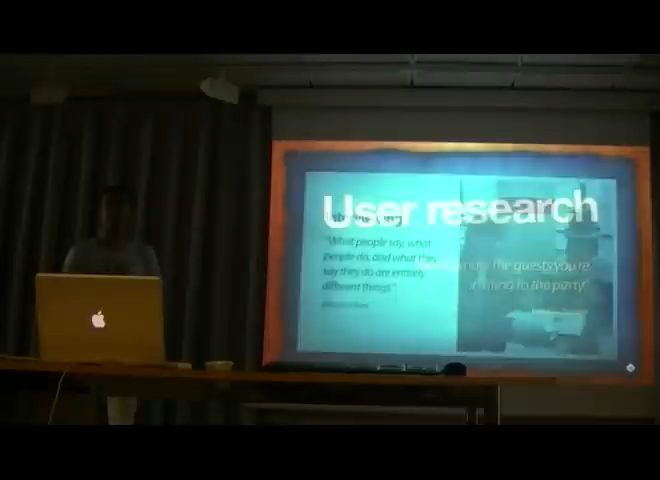 User research
Interviewing
"What people say, what
people do, and what they
say they do are entirely
different things"
the guests you're
inviting to the party"